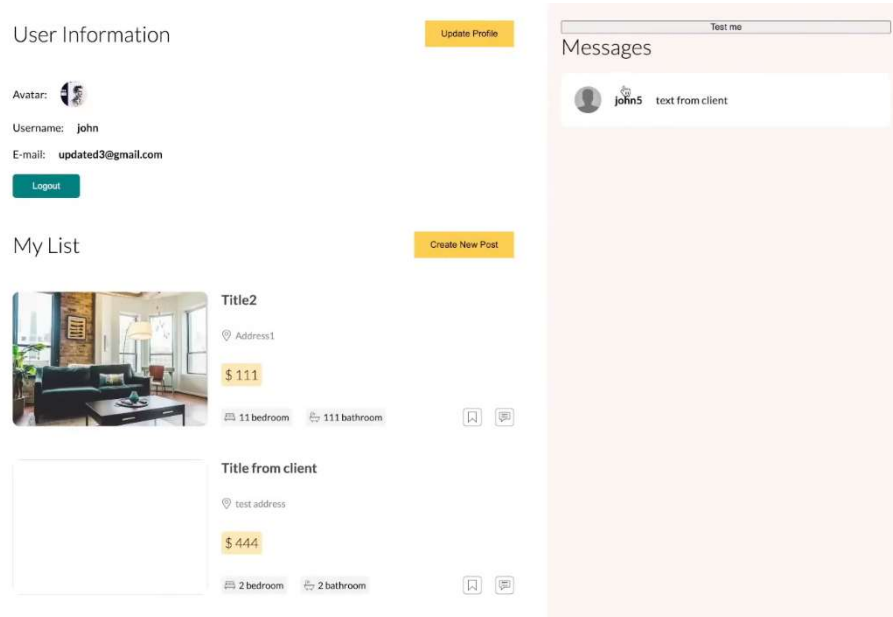 User Information
Update Profile
Avatar:
Username: john
E-mail: updated3@gmail.com
Logout
My List
Create New Post
Title2
Address1
$ 111
11 bedroom 111 bathroom
Title from client
test address
$ 444
2 bedroom 2 bathroom
Test me
Messages
john5 text from client